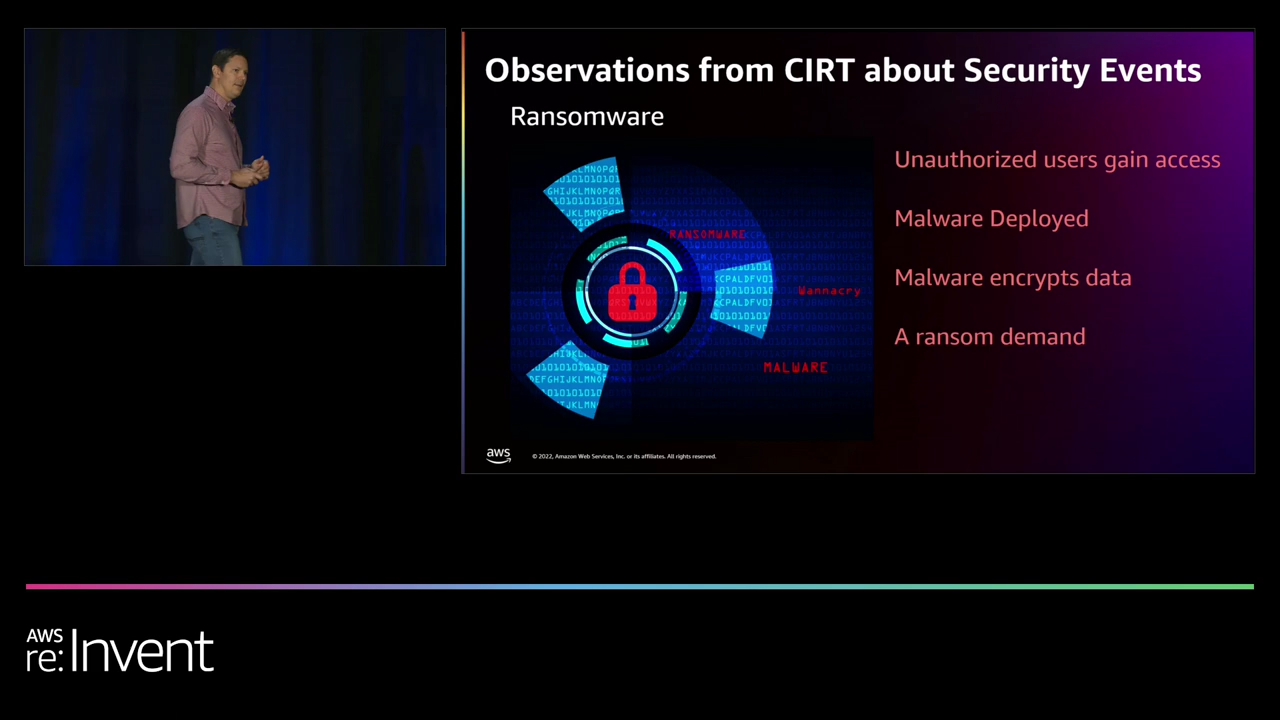 Observations from CIRT about Security Events
Ransomware
Unauthorized users gain access
Malware Deployed
Malware encrypts data
A ransom demand
RANSOMWARE
Wannacry
MALWARE
aws
© 2022, Amazon Web Services, Inc. or its affiliates. All rights reserved.
AWS
re:Invent